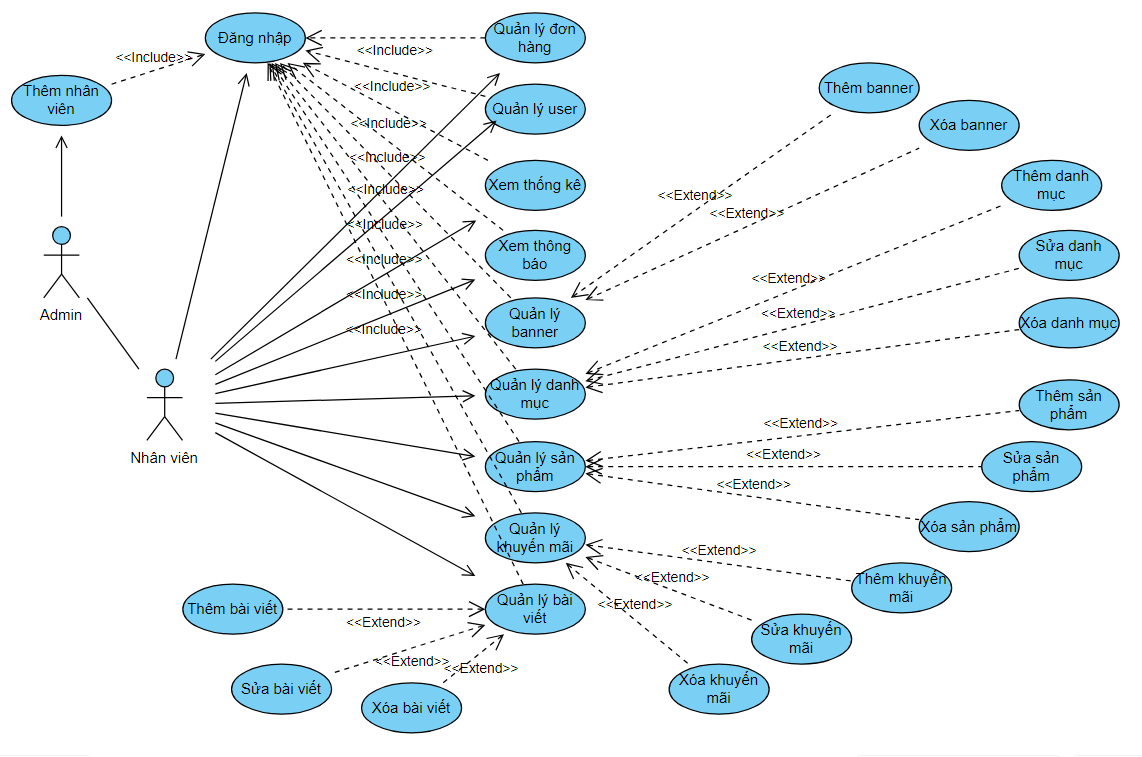 Đăng nhập
Quản lý đơn
hàng
<<Include>>
<<Include>>
Thêm nhân
viên
<<Include>>
Quản lý user
Thêm banner
<<Include>>
Xóa banner
<<Include>>
Xem thống kê
Thêm danh
mục
<<Include>>
<<Extend>>
<<Extend>>
<<Include>>
Xem thông
báo
Sửa danh
mục
<<Include>>
<<Extend>>
<<Include>>
Admin
Quản lý
banner
<<Extend>>
Xóa danh mục
<<Include>>
<<Extend>>
Quản lý danh
mục
Thêm sản
phẩm
<<Extend>>
Nhân viên
Quản lý sản
phẩm
<<Extend>>
Sửa sản
phẩm
<<Extend>>
Xóa sản phẩm
Quản lý
khuyến mãi
<<Extend>>
<<Extend>>
Thêm khuyến
mãi
Thêm bài viết
<<Extend>>
Quản lý bài
viết
<<Extend>>
Sửa khuyến
mãi
<<Extend>>
<<Extend>>
Sửa bài viết
Xóa bài viết
Xóa khuyến
mãi